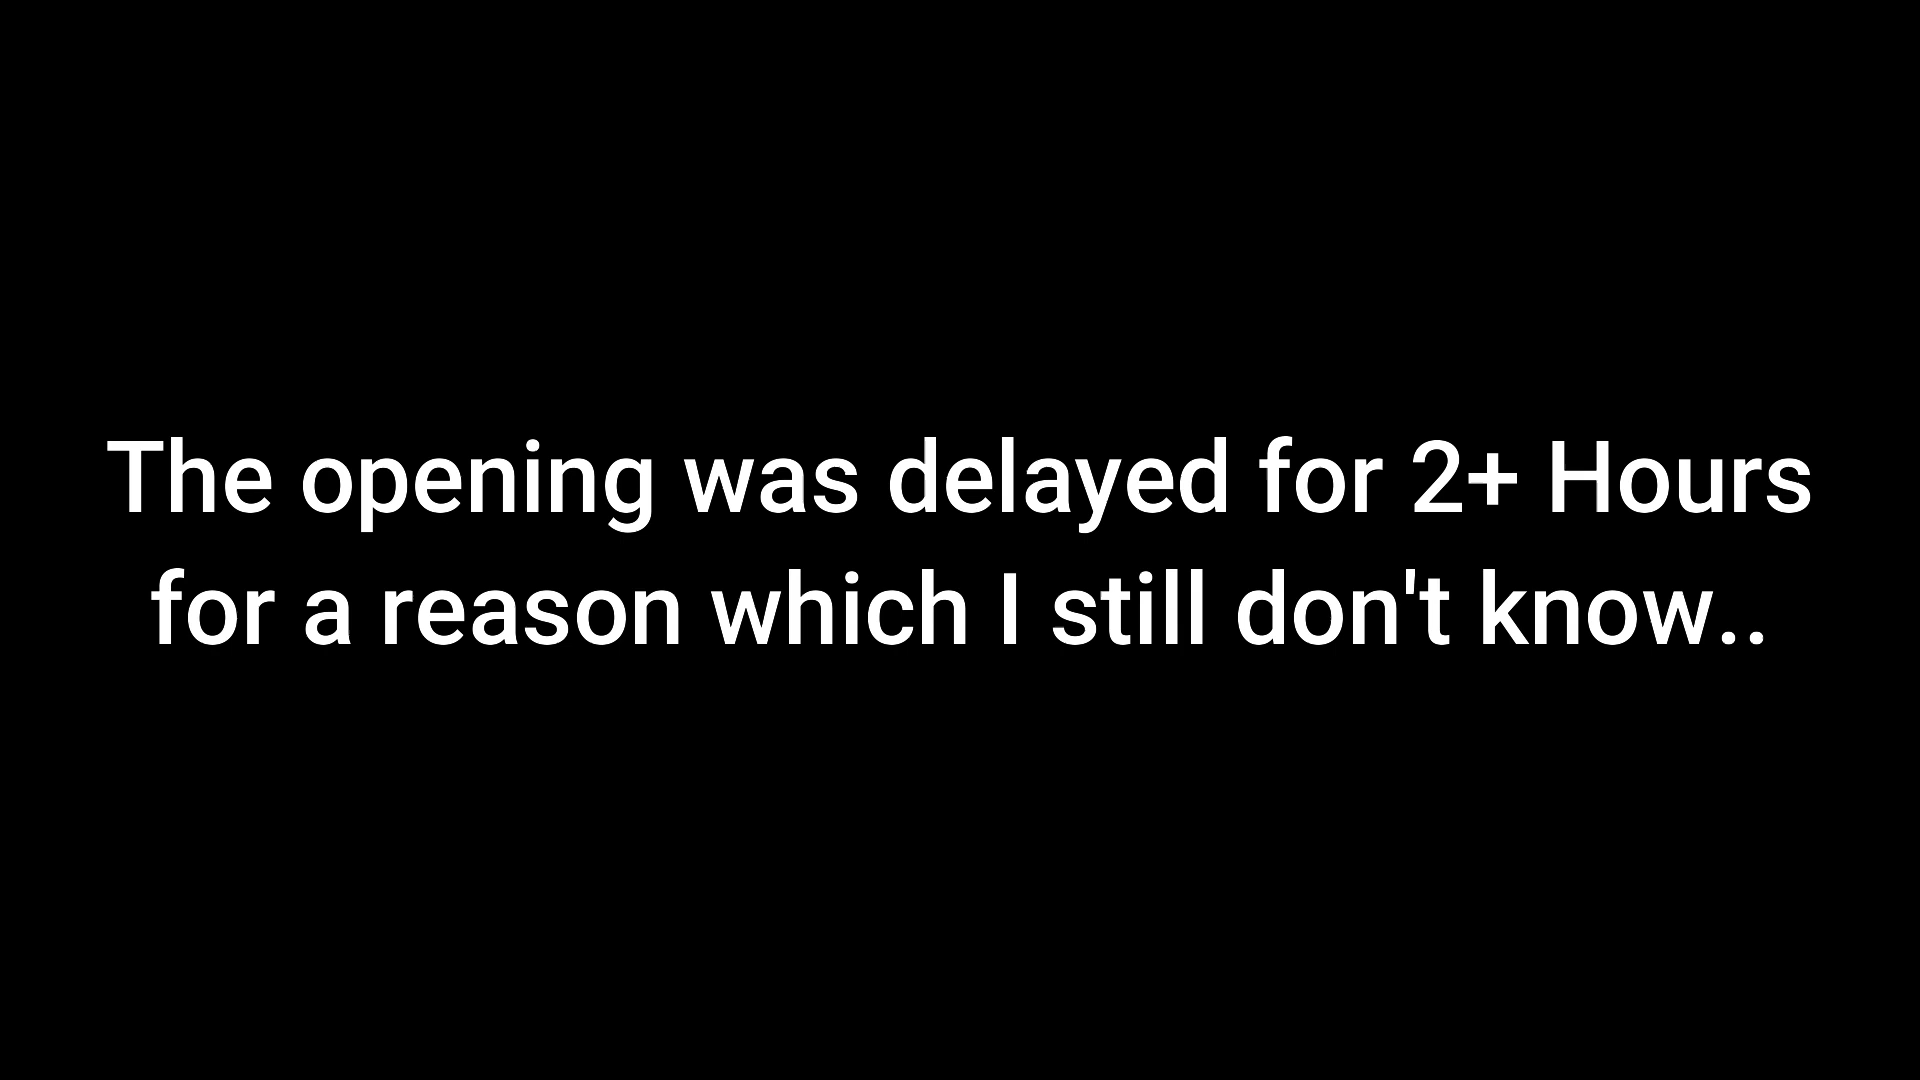 The opening was delayed for 2+ Hours
for a reason which I still don't know..